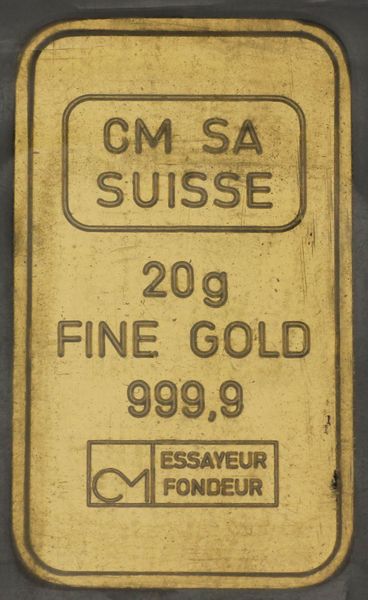 CM SA
SUISSE
20g
FINE GOLD
999,9
CM
ESSAYEUR
FONDEUR